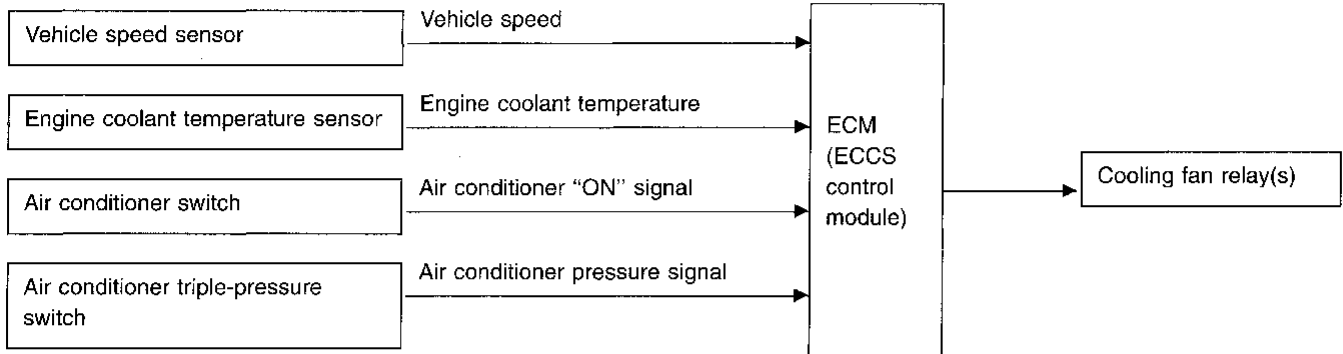 Vehicle speed sensor
Vehicle speed
Engine coolant temperature sensor
Engine coolant temperature
Air conditioner switch
Air conditioner “ON” signal
Air conditioner triple-pressure
switch
Air conditioner pressure signal
ECM
(ECCS
control
module)
Cooling fan relay(s)